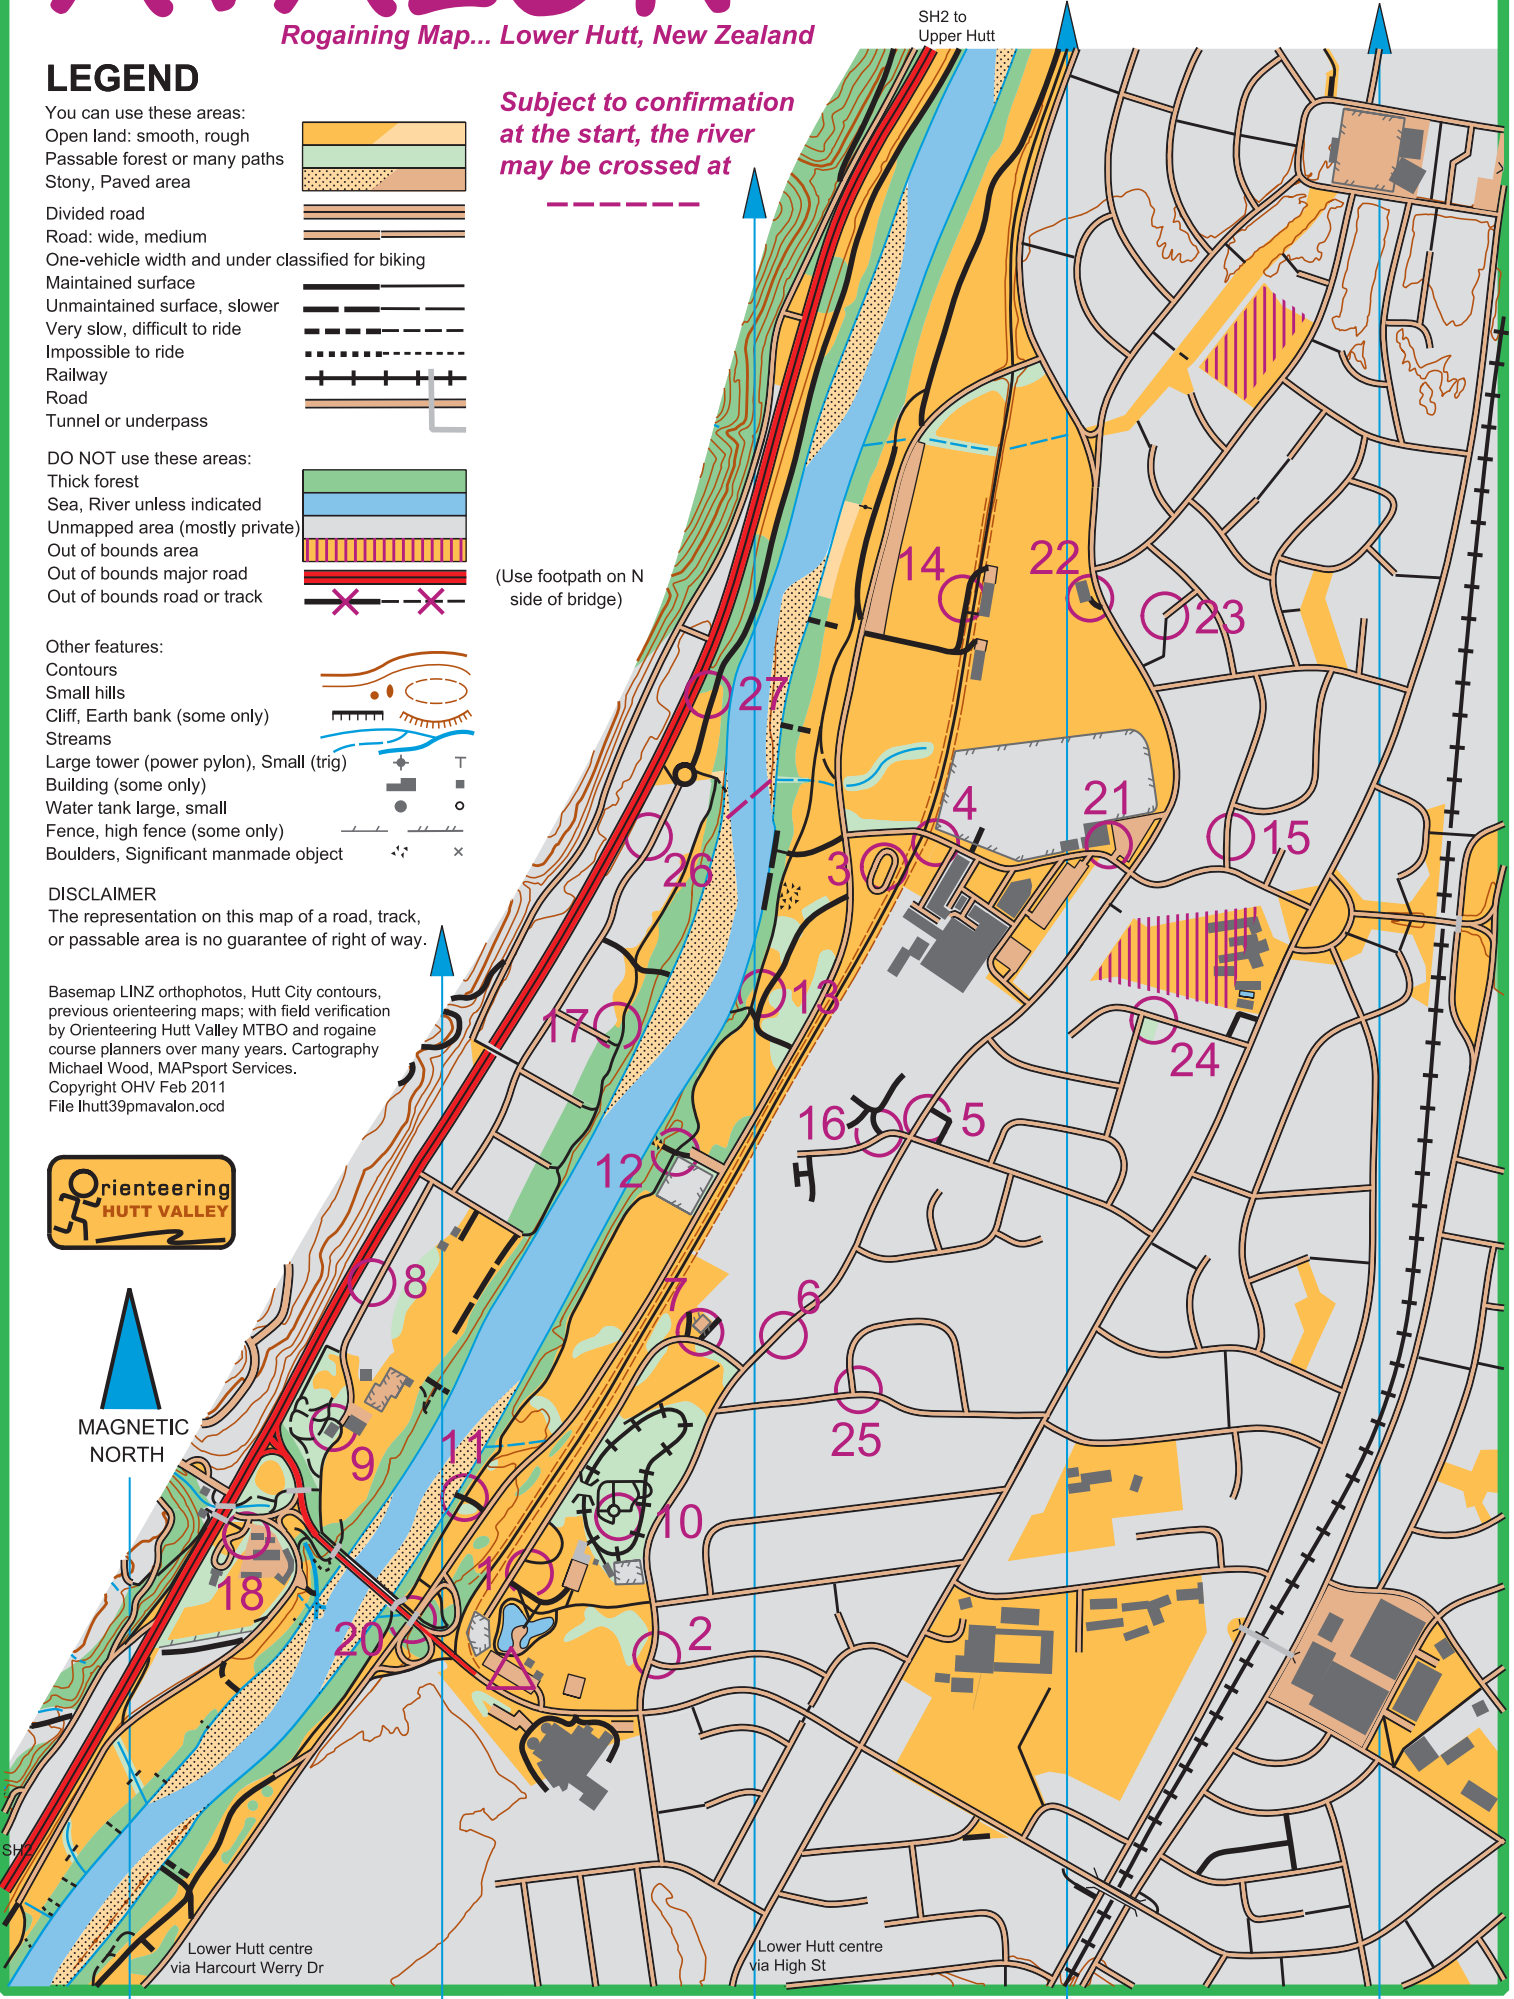 AVALON
Rogaining Map... Lower Hutt, New Zealand
SH2 to
Upper Hutt
LEGEND
You can use these areas:
Open land: smooth, rough
Passable forest or many paths
Stony, Paved area
Divided road
Road: wide, medium
One-vehicle width and under classified for biking
Maintained surface
Unmaintained surface, slower
Very slow, difficult to ride
Impossible to ride
Railway
Road
Tunnel or underpass
DO NOT use these areas:
Thick forest
Sea, River unless indicated
Unmapped area (mostly private)
Out of bounds area
Out of bounds major road
Out of bounds road or track
(Use footpath on N
side of bridge)
Other features:
Contours
Small hills
Cliff, Earth bank (some only)
Streams
Large tower (power pylon), Small (trig)
Building (some only)
Water tank large, small
Fence, high fence (some only)
Boulders, Significant manmade object
DISCLAIMER
The representation on this map of a road, track,
or passable area is no guarantee of right of way.
Basemap LINZ orthophotos, Hutt City contours,
previous orienteering maps; with field verification
by Orienteering Hutt Valley MTBO and rogaine
course planners over many years. Cartography
Michael Wood, MAPsport Services.
Copyright OHV Feb 2011
File lhutt39pmavalon.ocd
Orienteering
HUTT VALLEY
MAGNETIC
NORTH
Subject to confirmation
at the start, the river
may be crossed at
14
22
23
27
4
21
15
3
26
13
17
24
16
5
12
8
7
6
25
9
11
10
1
18
20
2
SH2
Lower Hutt centre
via Harcourt Werry Dr
Lower Hutt centre
via High St